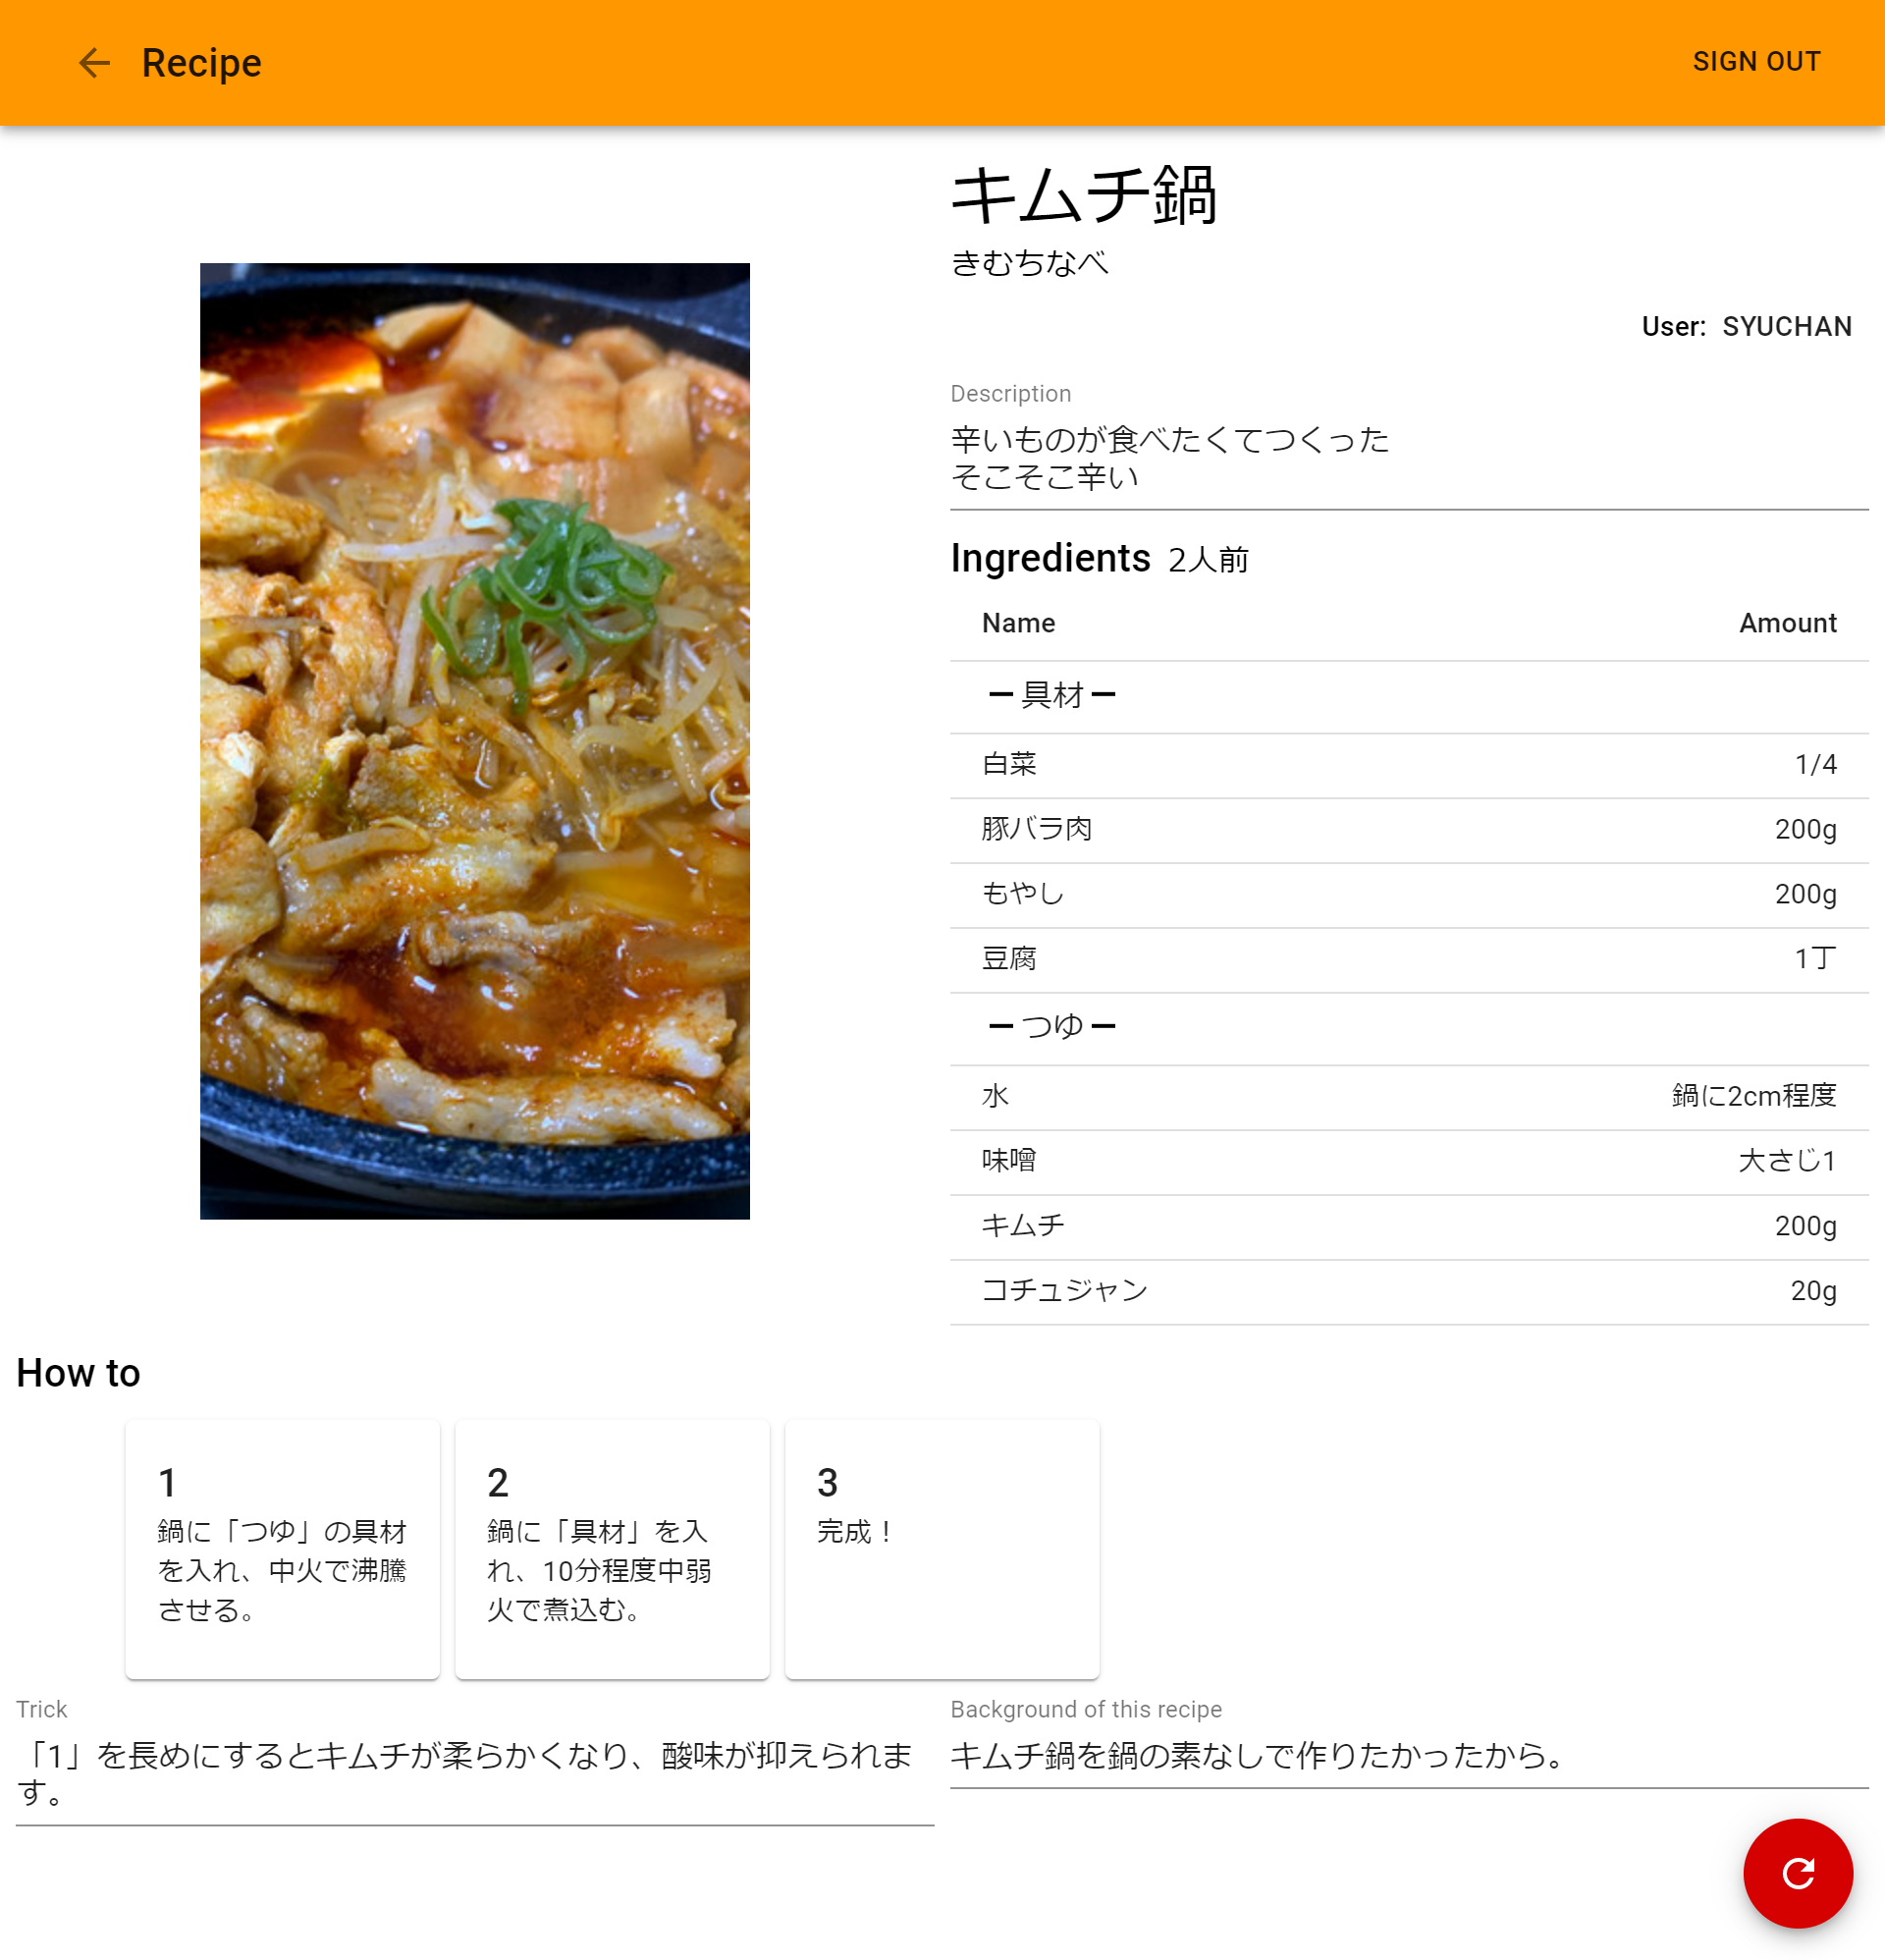 Recipe
SIGN OUT
キムチ鍋
きむちなべ
User: SYUCHAN
Description
辛いものが食べたくてつくった
そこそこ辛い
Ingredients 2人前
Name Amount
ー具材ー
白菜 1/4
豚バラ肉 200g
もやし 200g
豆腐 1丁
ーつゆー
水 鍋に2cm程度
味噌 大さじ1
キムチ 200g
コチュジャン 20g
How to
1
鍋に「つゆ」の具材
を入れ、中火で沸騰
させる。
2
鍋に「具材」を入
れ、10分程度中弱
火で煮込む。
3
完成！
Trick
「1」を長めにするとキムチが柔らかくなり、酸味が抑えられま
す。
Background of this recipe
キムチ鍋を鍋の素なしで作りたかったから。